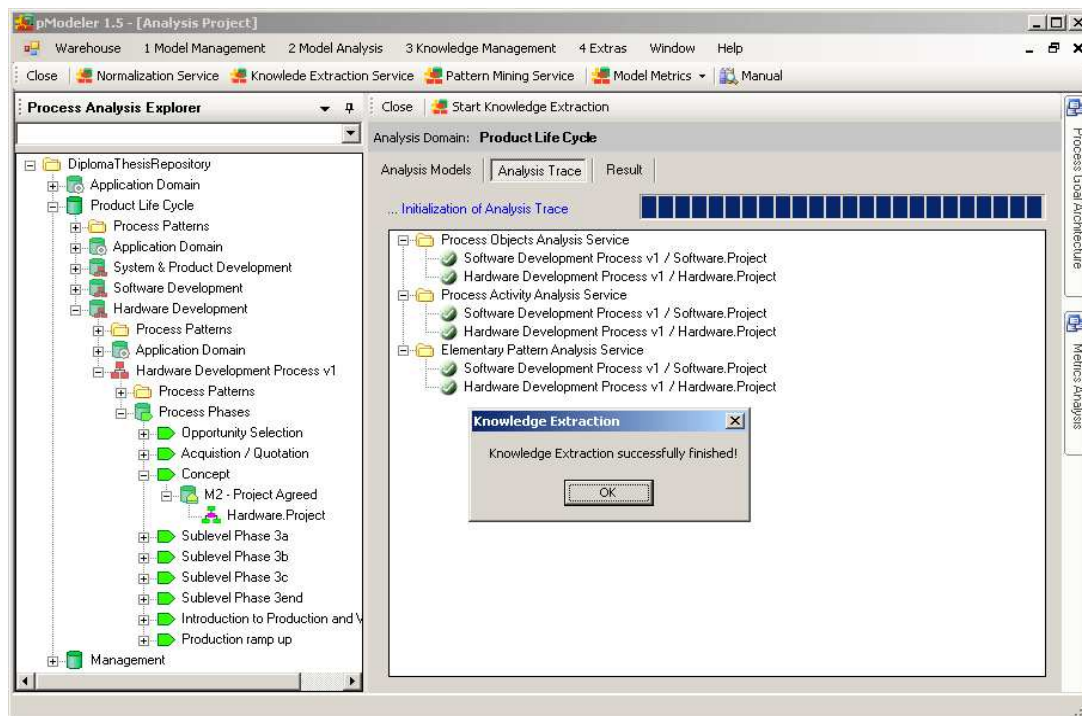 pModeler 1.5 - [Analysis Project]
Warehouse 1 Model Management 2 Model Analysis 3 Knowledge Management 4 Extras Window Help
Close Normalization Service Knowlede Extraction Service Pattern Mining Service Model Metrics Manual
Process Analysis Explorer
DiplomaThesisRepository
Application Domain
Product Life Cycle
Process Patterns
Application Domain
System & Product Development
Software Development
Hardware Development
Process Patterns
Application Domain
Hardware Development Process v1
Process Patterns
Process Phases
Opportunity Selection
Acquistion / Quotation
Concept
M2 - Project Agreed
Hardware.Project
Sublevel Phase 3a
Sublevel Phase 3b
Sublevel Phase 3c
Sublevel Phase 3end
Introduction to Production and V
Production ramp up
Management
Close Start Knowledge Extraction
Analysis Domain: Product Life Cycle
Analysis Models Analysis Trace Result
... Initialization of Analysis Trace
Process Objects Analysis Service
Software Development Process v1 / Software.Project
Hardware Development Process v1 / Hardware.Project
Process Activity Analysis Service
Software Development Process v1 / Software.Project
Hardware Development Process v1 / Hardware.Project
Elementary Pattern Analysis Service
Software Development Process v1 / Software.Project
Hardware Development Process v1 / Hardware.Project
Knowledge Extraction
Knowledge Extraction successfully finished!
OK
Process Goal Architecture
Metrics Analysis